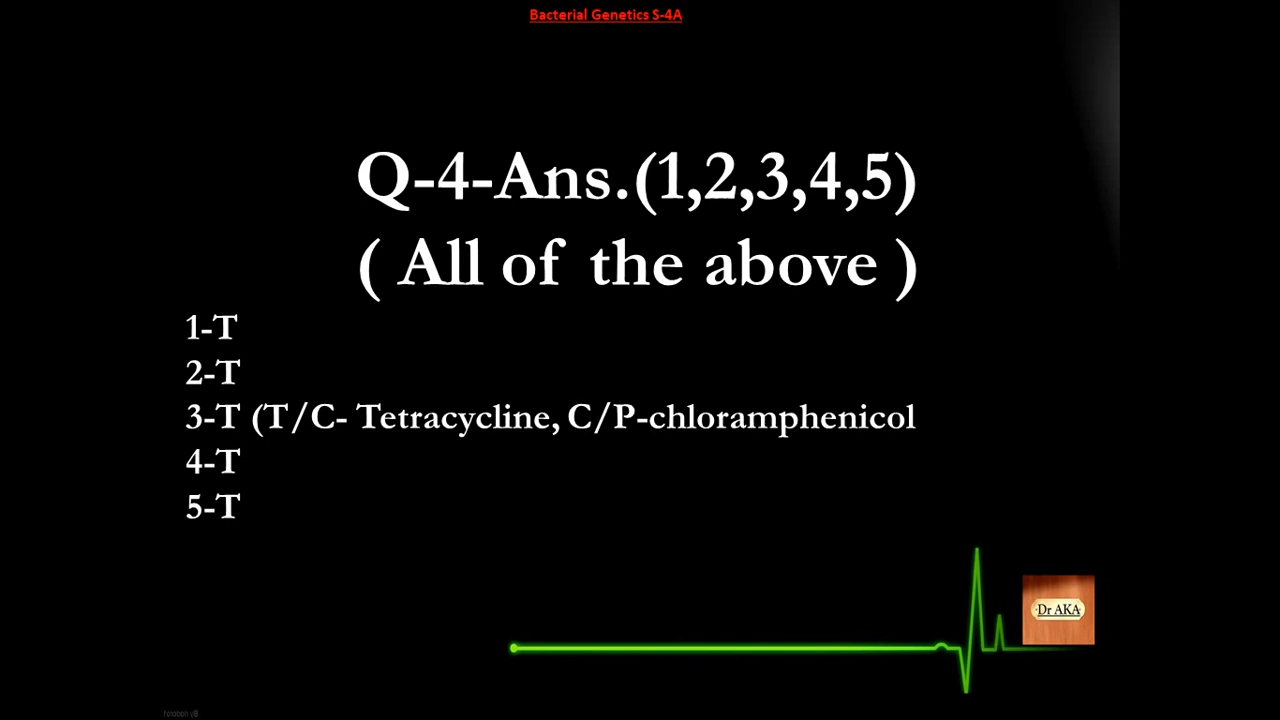 Bacterial Genetics S-4A
Q-4-Ans.(1,2,3,4,5)
( All of the above )
1-T
2-T
3-T (T/C- Tetracycline, C/P-chloramphenicol
4-T
5-T
Dr AKA